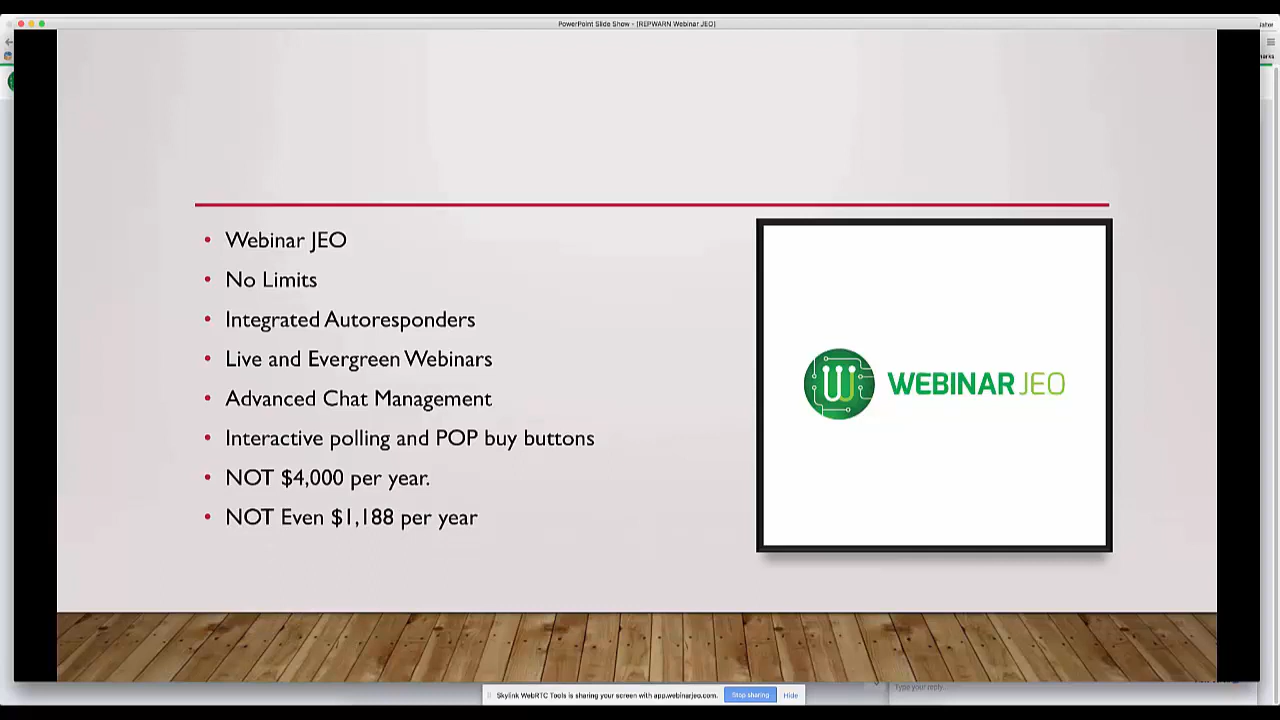 PowerPoint Slide Show - [REPWARN Webinar JEO]
Webinar JEO
No Limits
Integrated Autoresponders
Live and Evergreen Webinars
Advanced Chat Management
Interactive polling and POP buy buttons
NOT $4,000 per year.
NOT Even $1,188 per year
WEBINAR JEO
Skylink WebRTC Tools is sharing your screen with app.webinarjeo.com.
Stop sharing
Hide
Type your reply..